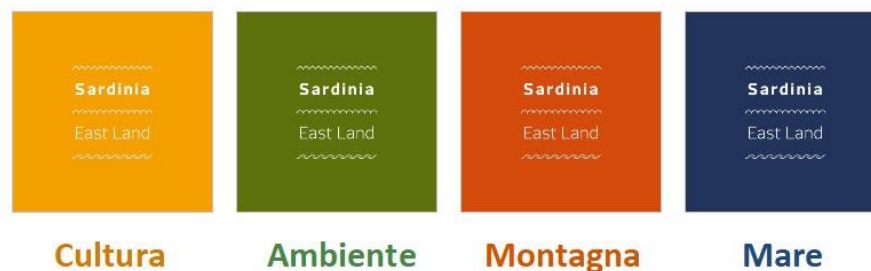 Sardinia
East Land
Sardinia
East Land
Sardinia
East Land
Sardinia
East Land
Cultura
Ambiente
Montagna
Mare